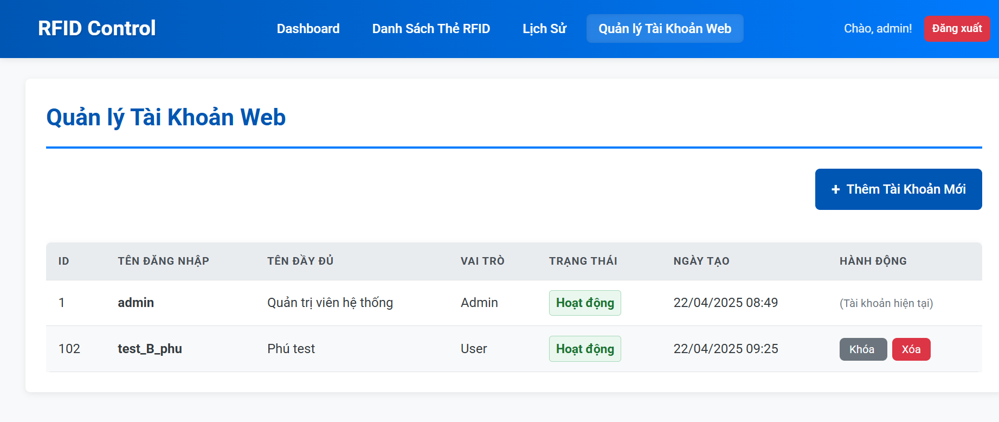 RFID Control Dashboard Danh Sách Thẻ RFID Lịch Sử Quản lý Tài Khoản Web Chào, admin! Đăng xuất
Quản lý Tài Khoản Web
+ Thêm Tài Khoản Mới
ID TÊN ĐĂNG NHẬP TÊN ĐẦY ĐỦ VAI TRÒ TRẠNG THÁI NGÀY TẠO HÀNH ĐỘNG
1 admin Quản trị viên hệ thống Admin Hoạt động 22/04/2025 08:49 (Tài khoản hiện tại)
102 test_B_phu Phú test User Hoạt động 22/04/2025 09:25 Khóa Xóa